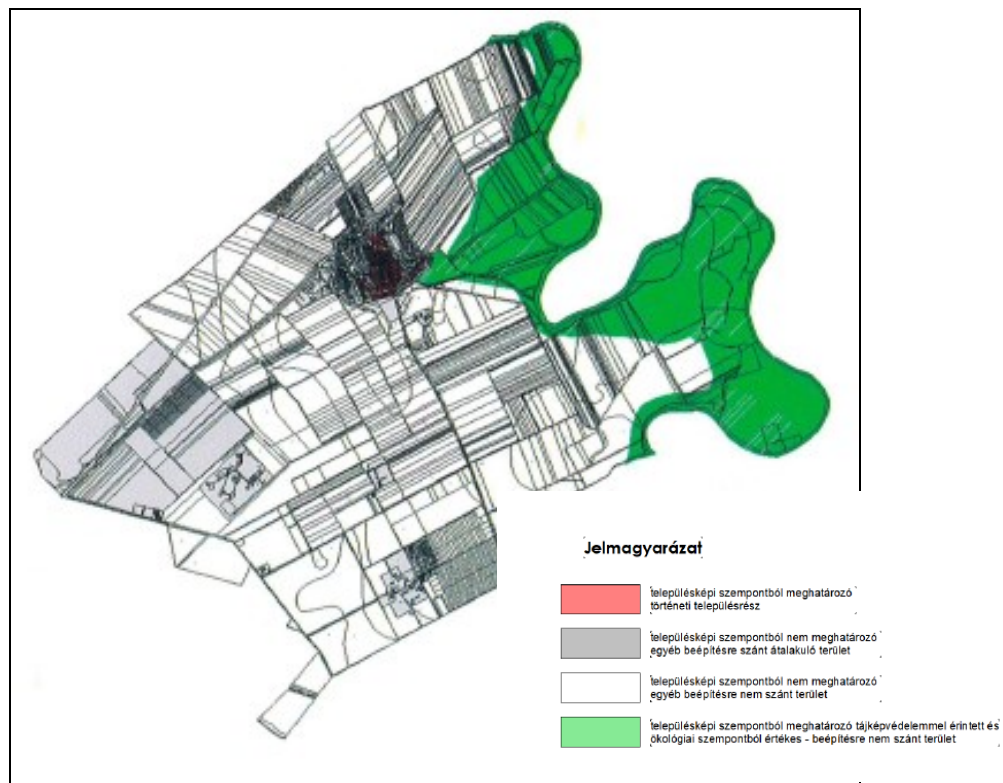 Jelmagyarázat
településképi szempontból meghatározó
történeti településrész
településképi szempontból nem meghatározó
egyéb beépítésre szánt átalakuló terület
településképi szempontból nem meghatározó
egyéb beépítésre nem szánt terület
településképi szempontból meghatározó tájképvédelemmel érintett és
ökológiai szempontból értékes - beépítésre nem szánt terület